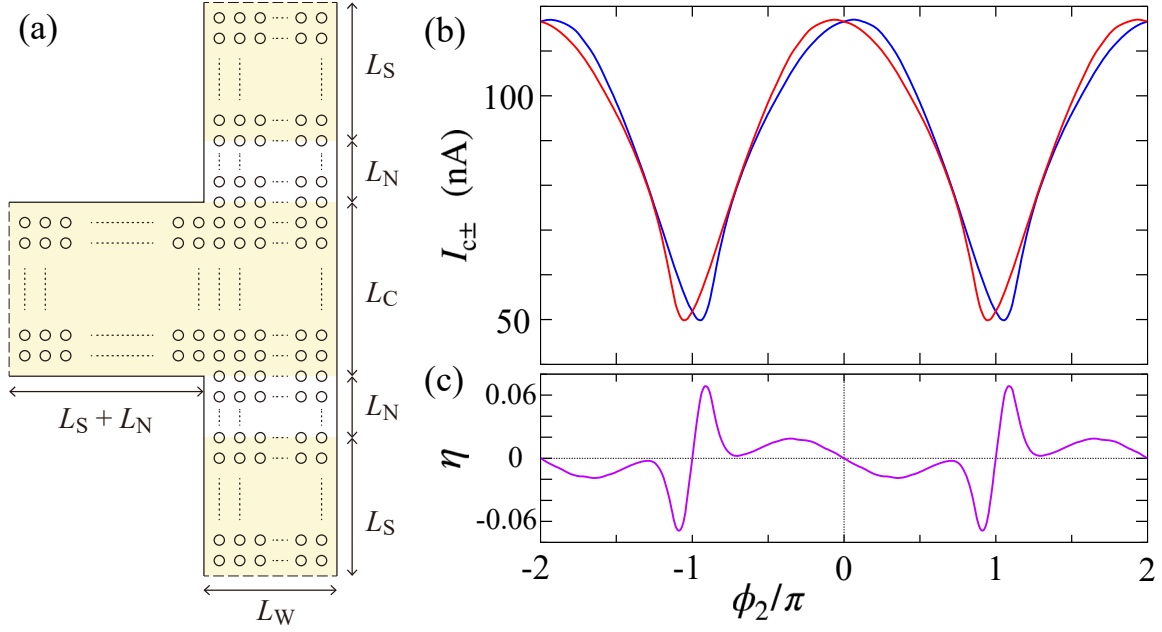 (a)
L_S
L_N
L_C
L_N
L_S
L_S + L_N
L_W
(b)
I_c± (nA)
100
50
(c)
η
0.06
0
-0.06
-2
-1
0
1
2
ϕ_2/π